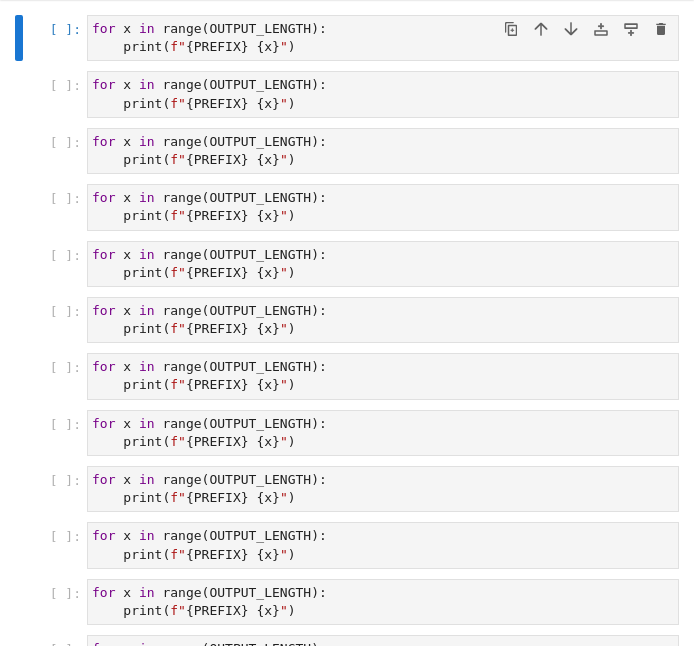 [ ]: for x in range(OUTPUT_LENGTH):
    print(f"{PREFIX} {x}")
[ ]: for x in range(OUTPUT_LENGTH):
    print(f"{PREFIX} {x}")
[ ]: for x in range(OUTPUT_LENGTH):
    print(f"{PREFIX} {x}")
[ ]: for x in range(OUTPUT_LENGTH):
    print(f"{PREFIX} {x}")
[ ]: for x in range(OUTPUT_LENGTH):
    print(f"{PREFIX} {x}")
[ ]: for x in range(OUTPUT_LENGTH):
    print(f"{PREFIX} {x}")
[ ]: for x in range(OUTPUT_LENGTH):
    print(f"{PREFIX} {x}")
[ ]: for x in range(OUTPUT_LENGTH):
    print(f"{PREFIX} {x}")
[ ]: for x in range(OUTPUT_LENGTH):
    print(f"{PREFIX} {x}")
[ ]: for x in range(OUTPUT_LENGTH):
    print(f"{PREFIX} {x}")
[ ]: for x in range(OUTPUT_LENGTH):
    print(f"{PREFIX} {x}")